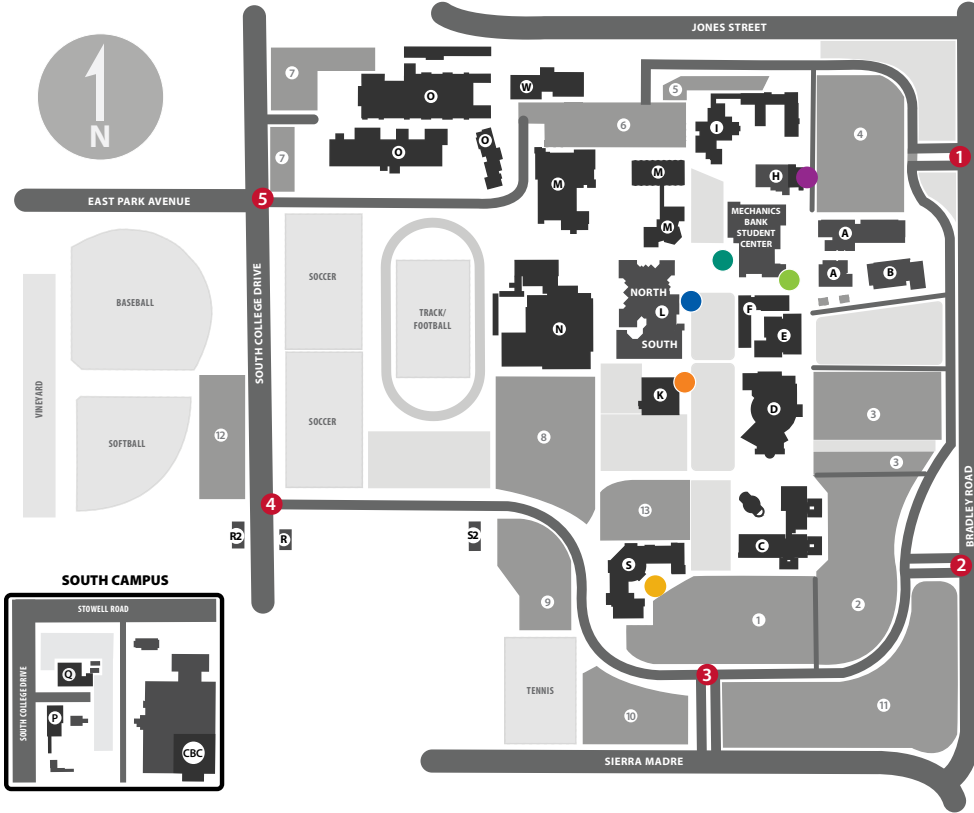 JONES STREET
N
7
O
W
5
6
I
4
O
O
7
M
M
H
1
5
EAST PARK AVENUE
MECHANICS
BANK
STUDENT
CENTER
M
A
A
B
SOUTH COLLEGE DRIVE
SOCCER
BASEBALL
TRACK/
FOOTBALL
NORTH
L
SOUTH
N
F
E
VINEYARD
K
D
3
SOCCER
12
SOFTBALL
8
3
4
13
BRADLEY ROAD
R2
R
S2
C
2
S
SOUTH CAMPUS
STOWELL ROAD
9
1
2
SOUTH COLLEGE DRIVE
Q
P
CBC
3
TENNIS
10
11
SIERRA MADRE